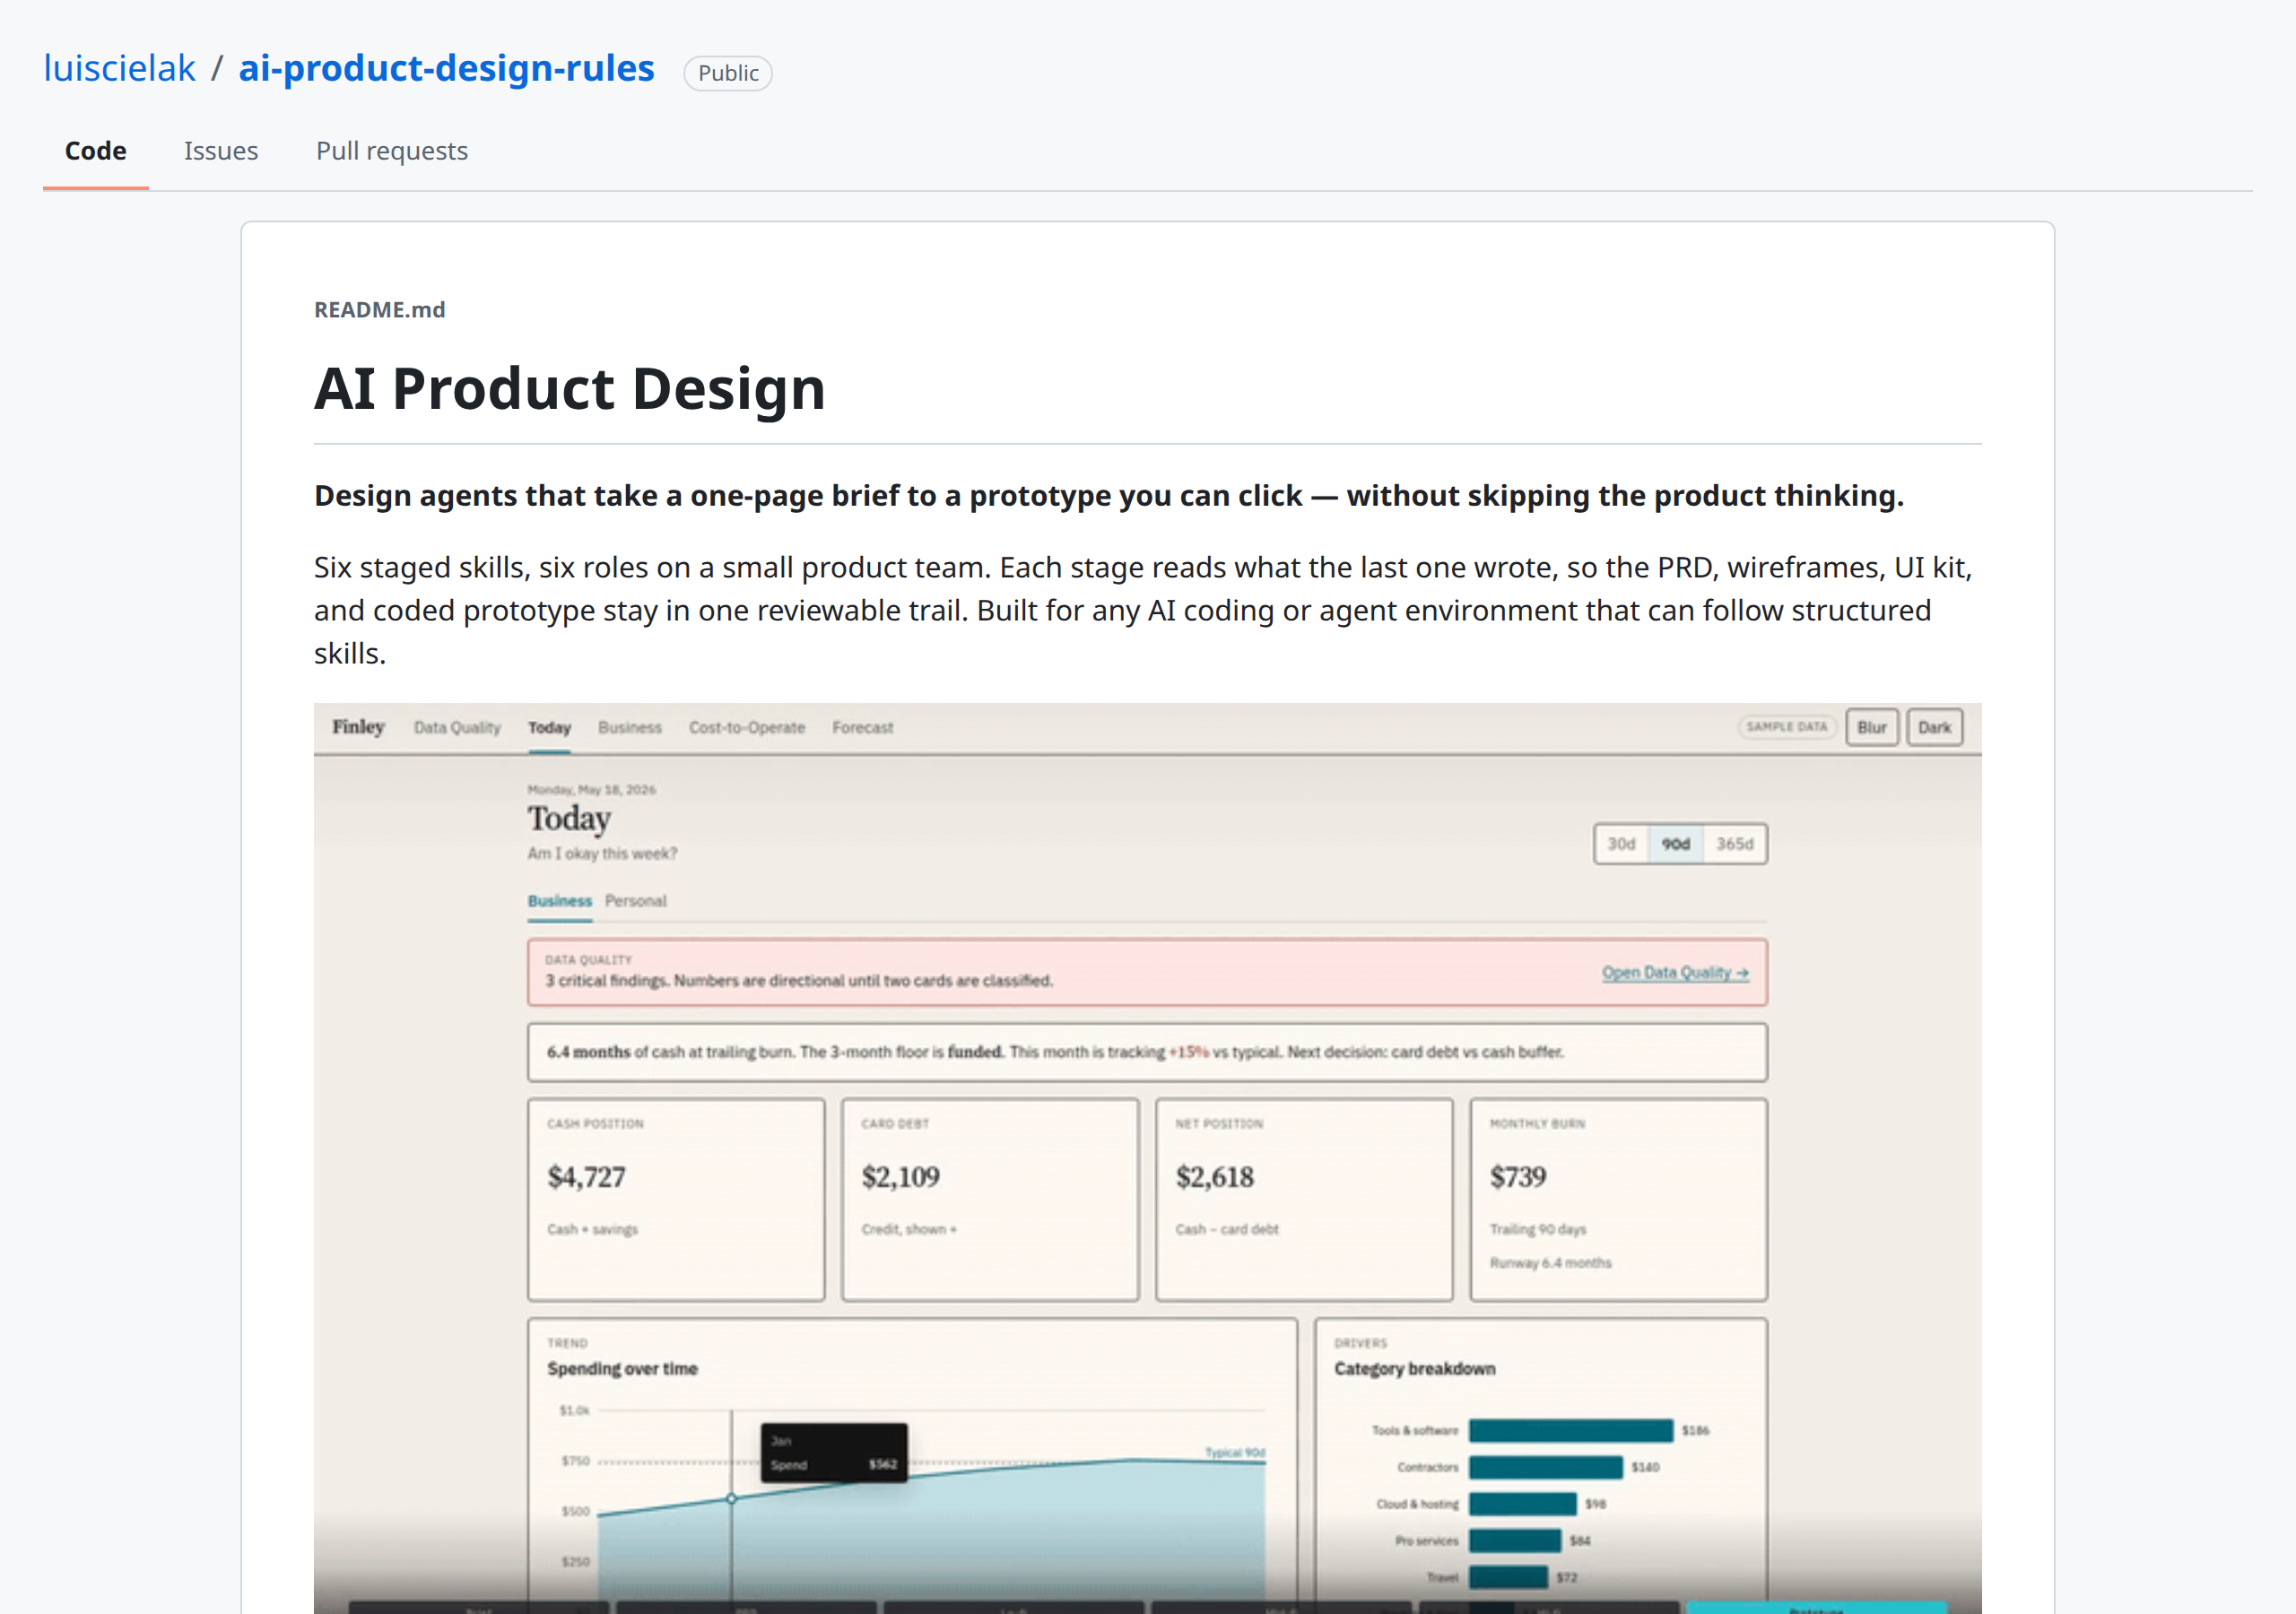 luiscielak / ai-product-design-rules Public
Code Issues Pull requests
README.md
AI Product Design
Design agents that take a one-page brief to a prototype you can click — without skipping the product thinking.
Six staged skills, six roles on a small product team. Each stage reads what the last one wrote, so the PRD, wireframes, UI kit,
and coded prototype stay in one reviewable trail. Built for any AI coding or agent environment that can follow structured
skills.
Finley Data Quality Today Business Cost-to-Operate Forecast SAMPLE DATA Blur Dark
Monday, May 18, 2026
Today
Am I okay this week?
30d 90d 365d
Business Personal
DATA QUALITY
3 critical findings. Numbers are directional until two cards are classified.
Open Data Quality →
6.4 months of cash at trailing burn. The 3-month floor is funded. This month is tracking +15% vs typical. Next decision: card debt vs cash buffer.
CASH POSITION
$4,727
Cash + savings
CARD DEBT
$2,109
Credit, shown +
NET POSITION
$2,618
Cash − card debt
MONTHLY BURN
$739
Trailing 90 days
Runway 6.4 months
TREND
Spending over time
$1.0k
$750
$500
$250
Jan
Spend $562
Typical 90d
DRIVERS
Category breakdown
Tools & software $186
Contractors $140
Cloud & hosting $98
Pro services $84
Travel $72